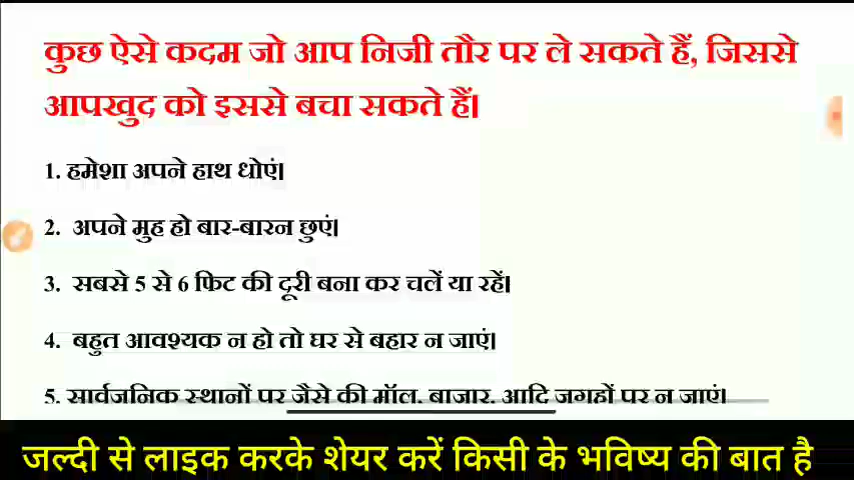 कुछ ऐसे कदम जो आप निजी तौर पर ले सकते हैं, जिससे
आपखुद को इससे बचा सकते हैं।
1. हमेशा अपने हाथ धोएं।
2. अपने मुह हो बार-बारन छुएं।
3. सबसे 5 से 6 फिट की दूरी बना कर चलें या रहें।
4. बहुत आवश्यक न हो तो घर से बहार न जाएं।
5. सार्वजनिक स्थानों पर जैसे की मॉल, बाजार, आदि जगहों पर न जाएं।
जल्दी से लाइक करके शेयर करें किसी के भविष्य की बात है